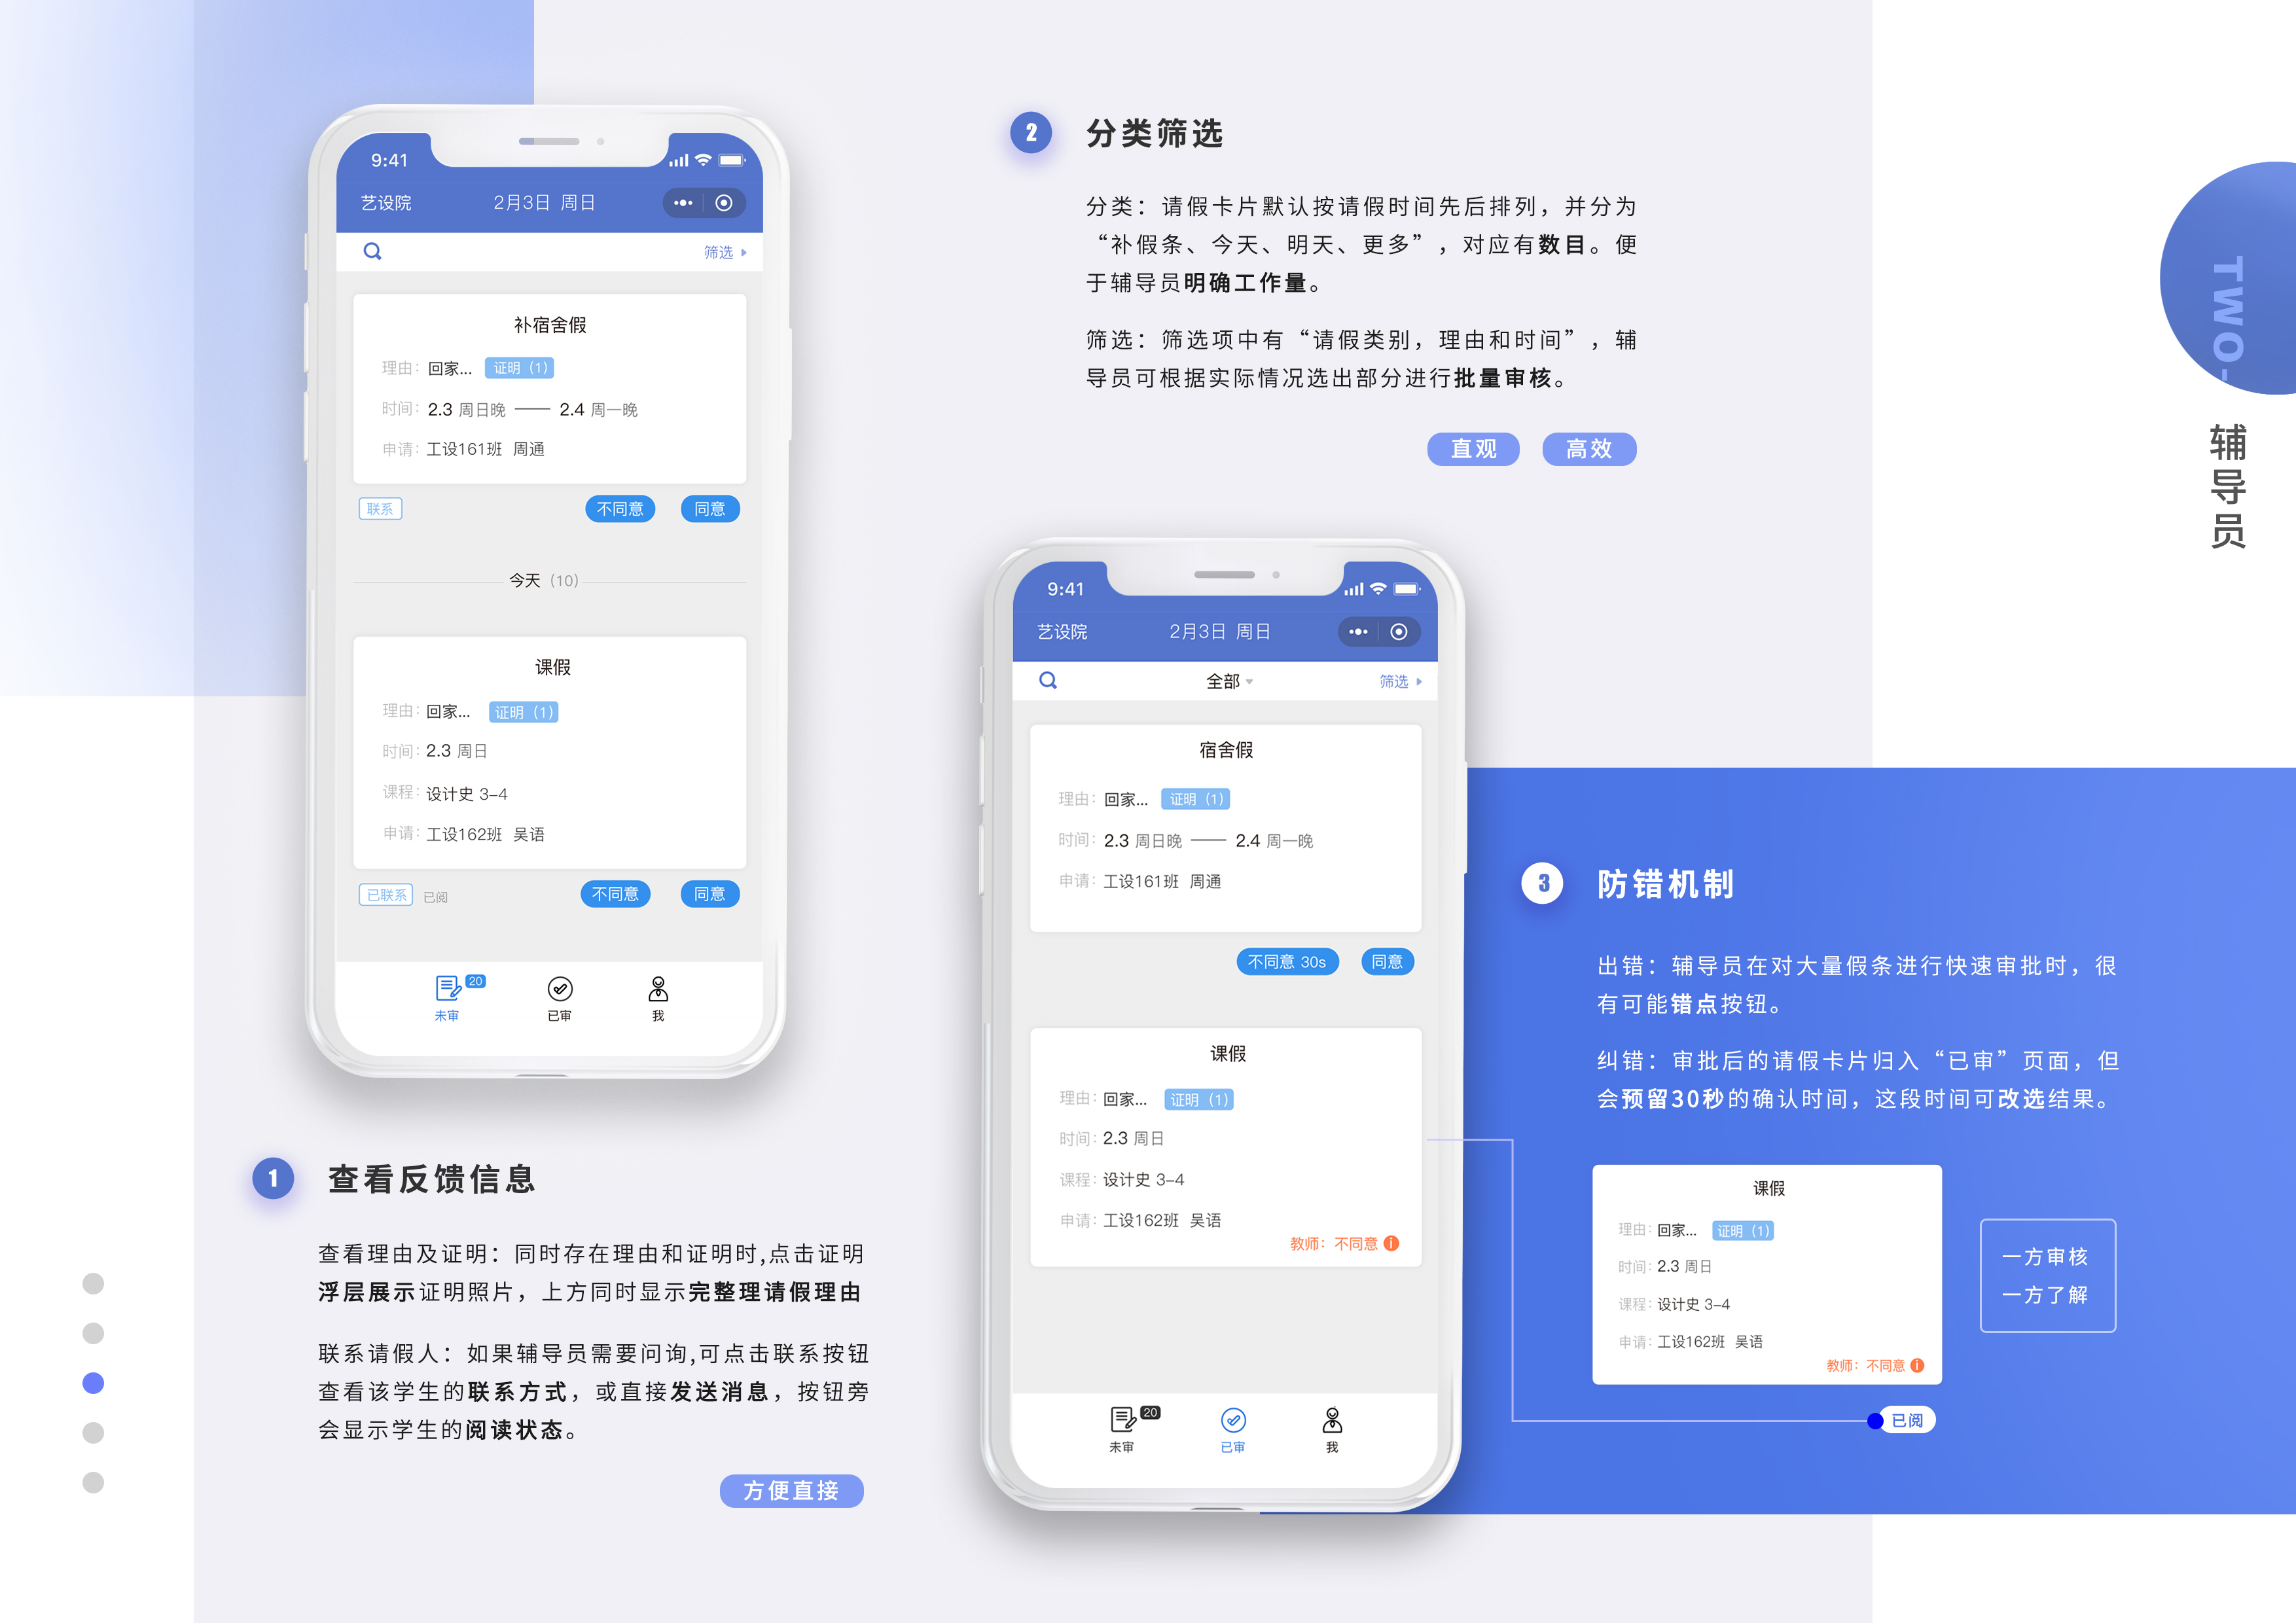 9:41
艺设院 2月3日 周日
筛选
补宿舍假
理由: 回家... 证明 (1)
时间: 2.3 周日晚 —— 2.4 周一晚
申请: 工设161班 周通
联系 不同意 同意
今天 (10)
课假
理由: 回家... 证明 (1)
时间: 2.3 周日
课程: 设计史 3-4
申请: 工设162班 吴语
已联系 已阅 不同意 同意
20
未审 已审 我
1 查看反馈信息
查看理由及证明：同时存在理由和证明时,点击证明
浮层展示证明照片，上方同时显示完整理请假理由
联系请假人：如果辅导员需要问询,可点击联系按钮
查看该学生的联系方式，或直接发送消息，按钮旁
会显示学生的阅读状态。
方便直接
2 分类筛选
分类：请假卡片默认按请假时间先后排列，并分为
“补假条、今天、明天、更多”，对应有数目。便
于辅导员明确工作量。
筛选：筛选项中有“请假类别，理由和时间”，辅
导员可根据实际情况选出部分进行批量审核。
直观 高效
9:41
艺设院 2月3日 周日
全部 筛选
宿舍假
理由: 回家... 证明 (1)
时间: 2.3 周日晚 —— 2.4 周一晚
申请: 工设161班 周通
不同意 30s 同意
课假
理由: 回家... 证明 (1)
时间: 2.3 周日
课程: 设计史 3-4
申请: 工设162班 吴语
教师：不同意 i
20
未审 已审 我
TWO-
辅导员
3 防错机制
出错：辅导员在对大量假条进行快速审批时，很
有可能错点按钮。
纠错：审批后的请假卡片归入“已审”页面，但
会预留30秒的确认时间，这段时间可改选结果。
课假
理由: 回家... 证明 (1)
时间: 2.3 周日
课程: 设计史 3-4
申请: 工设162班 吴语
教师：不同意 i
已阅
一方审核
一方了解